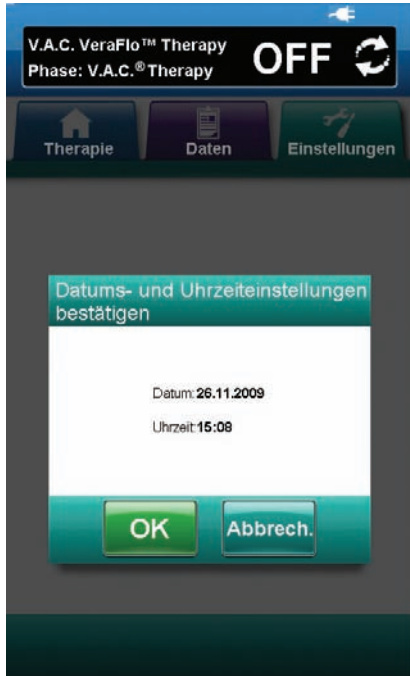 V.A.C. VeraFlo™ Therapy
Phase: V.A.C.® Therapy
OFF
Therapie
Daten
Einstellungen
Datums- und Uhrzeiteinstellungen
bestätigen
Datum: 26.11.2009
Uhrzeit: 15:08
OK
Abbrech.